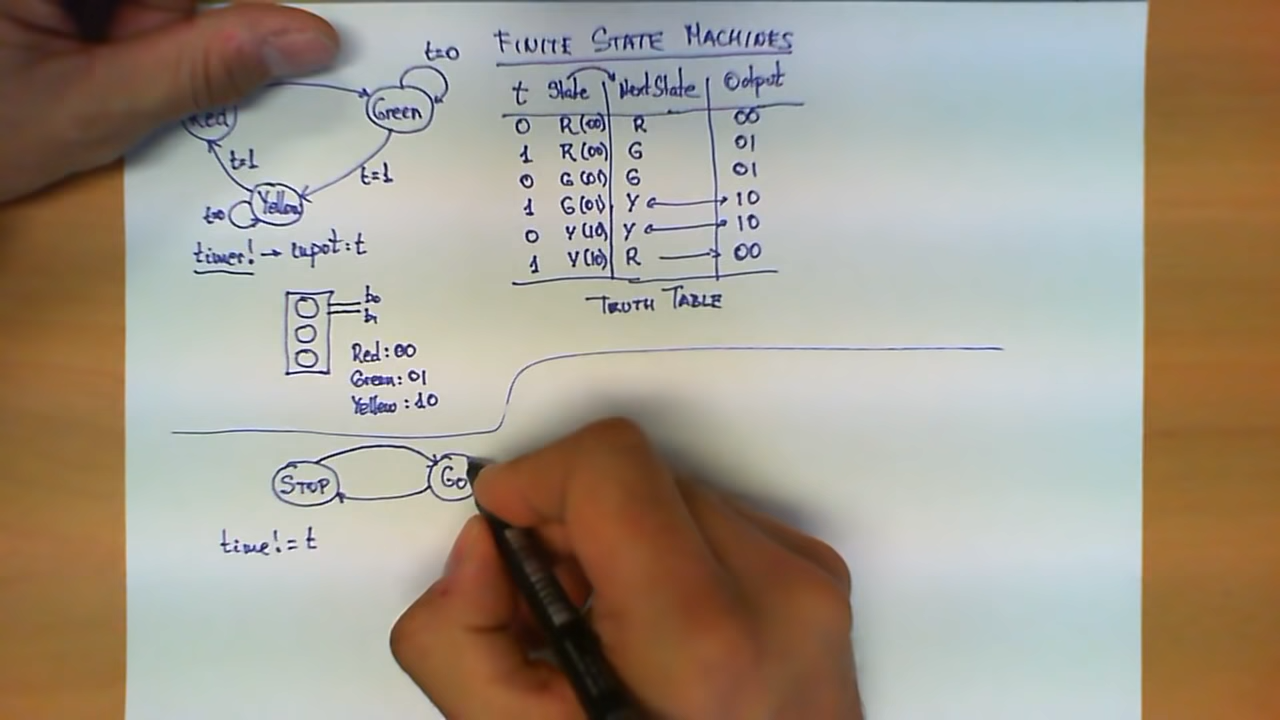 FINITE STATE MACHINES
t=0
Red
Green
t=1
t=1
t=0
Yellow
timer! → input: t
b0
b1
Red: 00
Green: 01
Yellow: 10
t State Next State Output
0 R(00) R 00
1 R(00) G 01
0 G(01) G 01
1 G(01) Y 10
0 Y(10) Y 10
1 Y(10) R 00
TRUTH TABLE
STOP
Go
time! = t